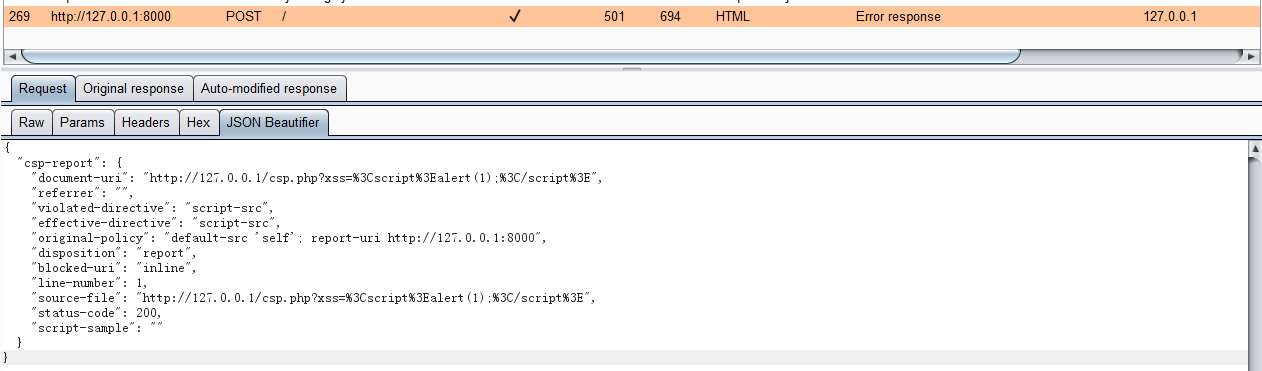 269 http://127.0.0.1:8000 POST / ✓ 501 694 HTML Error response 127.0.0.1
Request Original response Auto-modified response
Raw Params Headers Hex JSON Beautifier
{
"csp-report": {
"document-uri": "http://127.0.0.1/csp.php?xss=%3Cscript%3Ealert(1);%3C/script%3E",
"referrer": "",
"violated-directive": "script-src",
"effective-directive": "script-src",
"original-policy": "default-src 'self'; report-uri http://127.0.0.1:8000",
"disposition": "report",
"blocked-uri": "inline",
"line-number": 1,
"source-file": "http://127.0.0.1/csp.php?xss=%3Cscript%3Ealert(1);%3C/script%3E",
"status-code": 200,
"script-sample": ""
}
}